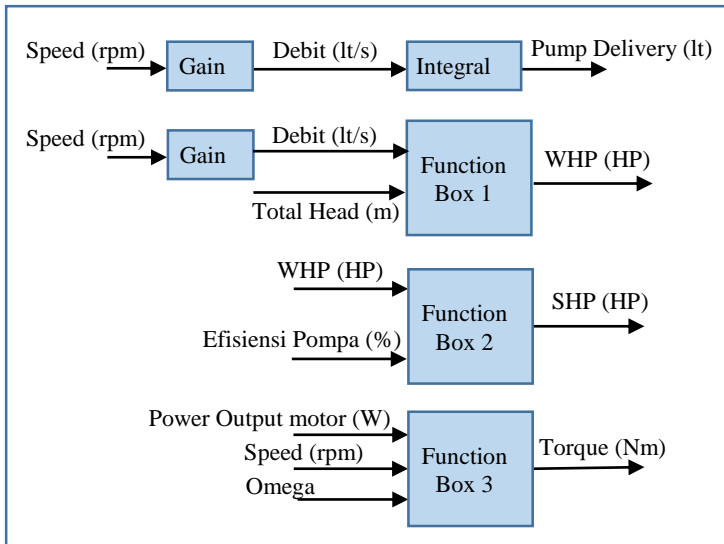 Speed (rpm)
Gain
Debit (lt/s)
Integral
Pump Delivery (lt)
Speed (rpm)
Gain
Debit (lt/s)
Total Head (m)
Function
Box 1
WHP (HP)
WHP (HP)
Efisiensi Pompa (%)
Function
Box 2
SHP (HP)
Power Output motor (W)
Speed (rpm)
Omega
Function
Box 3
Torque (Nm)